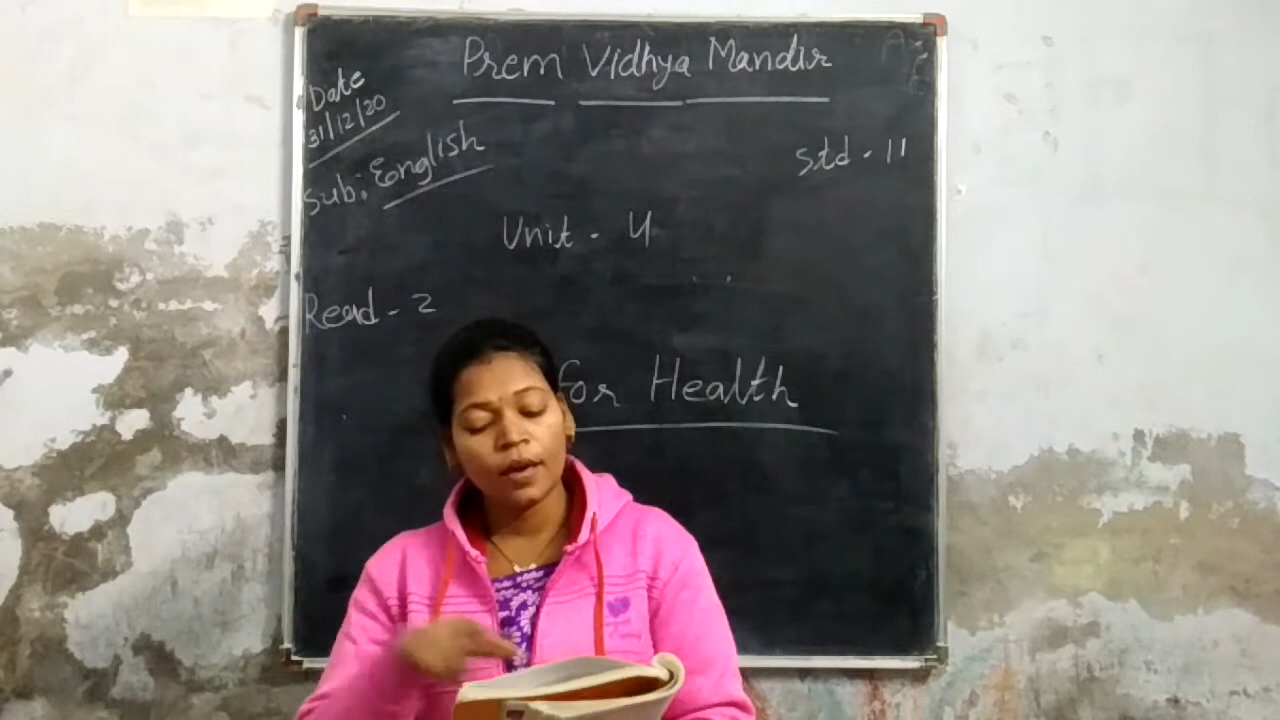 Prem Vidhya Mandir
Date
31/12/20
Sub: English
Std - 11
Unit - 4
Read - 2
for Health